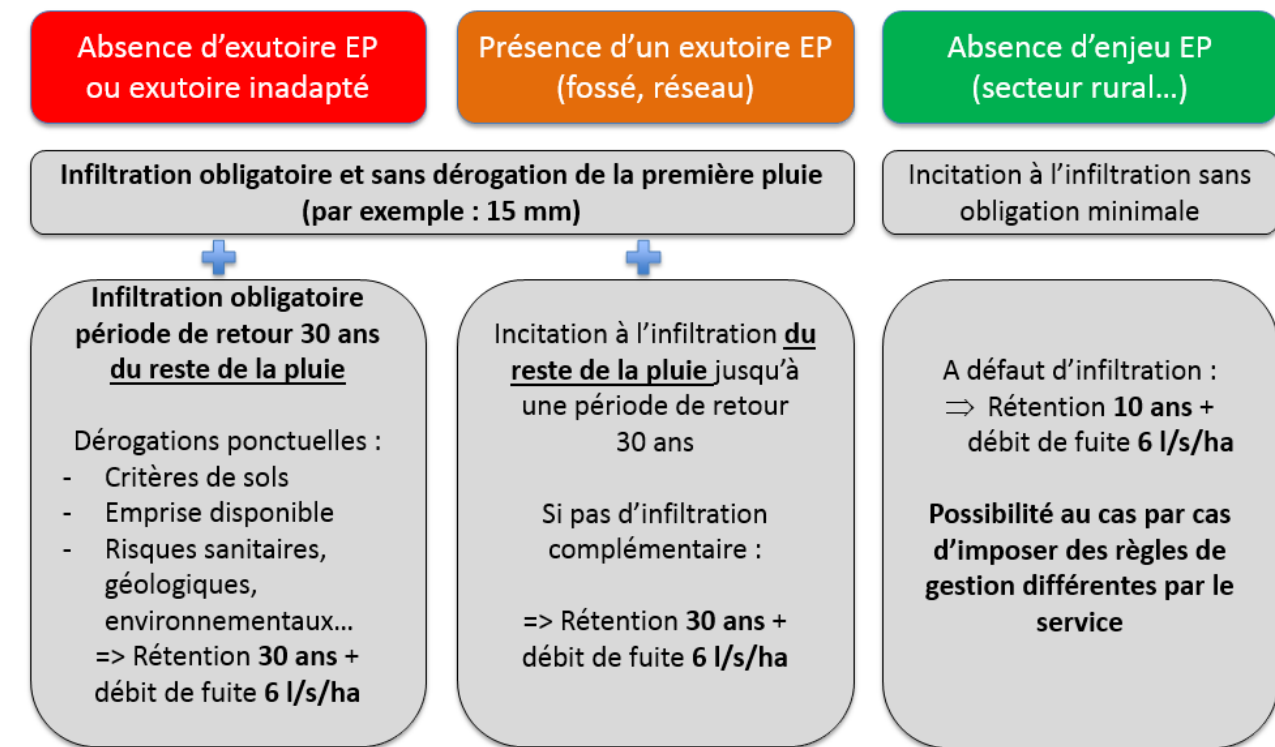 Absence d’exutoire EP
ou exutoire inadapté
Présence d’un exutoire EP
(fossé, réseau)
Absence d’enjeu EP
(secteur rural…)
Infiltration obligatoire et sans dérogation de la première pluie
(par exemple : 15 mm)
Incitation à l’infiltration sans
obligation minimale
Infiltration obligatoire
période de retour 30 ans
du reste de la pluie
Dérogations ponctuelles :
- Critères de sols
- Emprise disponible
- Risques sanitaires,
géologiques,
environnementaux…
=> Rétention 30 ans +
débit de fuite 6 l/s/ha
Incitation à l’infiltration du
reste de la pluie jusqu’à
une période de retour
30 ans
Si pas d’infiltration
complémentaire :
=> Rétention 30 ans +
débit de fuite 6 l/s/ha
A défaut d’infiltration :
⇒ Rétention 10 ans +
débit de fuite 6 l/s/ha
Possibilité au cas par cas
d’imposer des règles de
gestion différentes par le
service